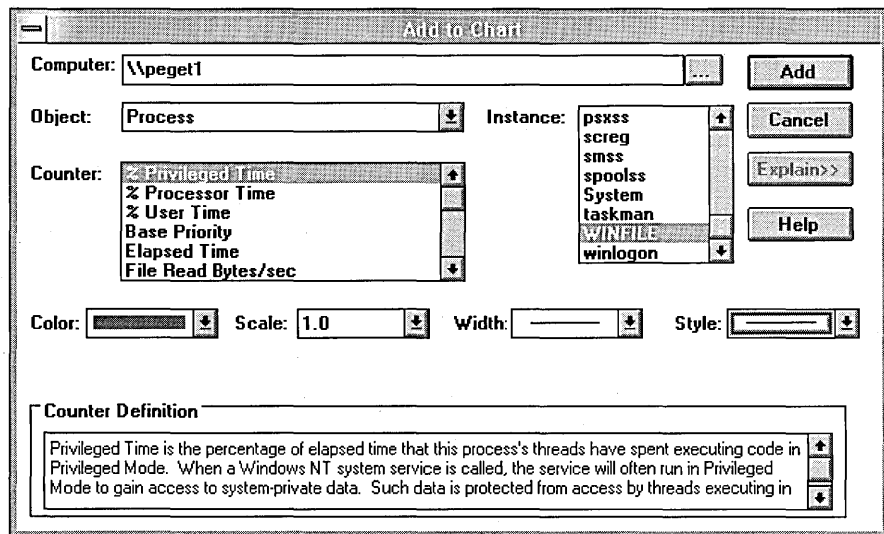 Add to Chart
Computer: \\peget1 ... Add
Object: Process Instance: Cancel
psxss
screg
smss
spoolss
System
taskman
WINFILE
winlogon
Explain>>
Help
Counter:
% Privileged Time
% Processor Time
% User Time
Base Priority
Elapsed Time
File Read Bytes/sec
Color: Scale: 1.0 Width: Style:
Counter Definition
Privileged Time is the percentage of elapsed time that this process's threads have spent executing code in
Privileged Mode. When a Windows NT system service is called, the service will often run in Privileged
Mode to gain access to system-private data. Such data is protected from access by threads executing in